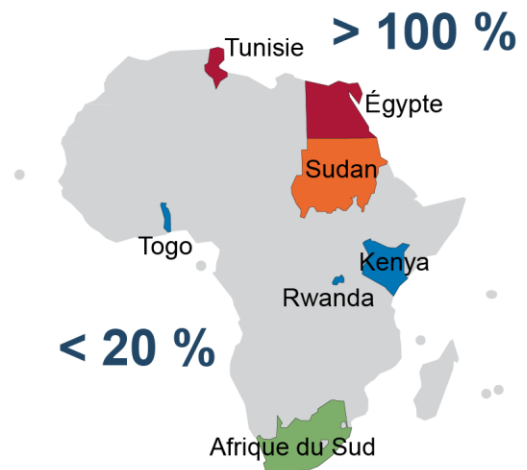 > 100 %
Tunisie
Égypte
Sudan
Togo
Kenya
Rwanda
< 20 %
Afrique du Sud